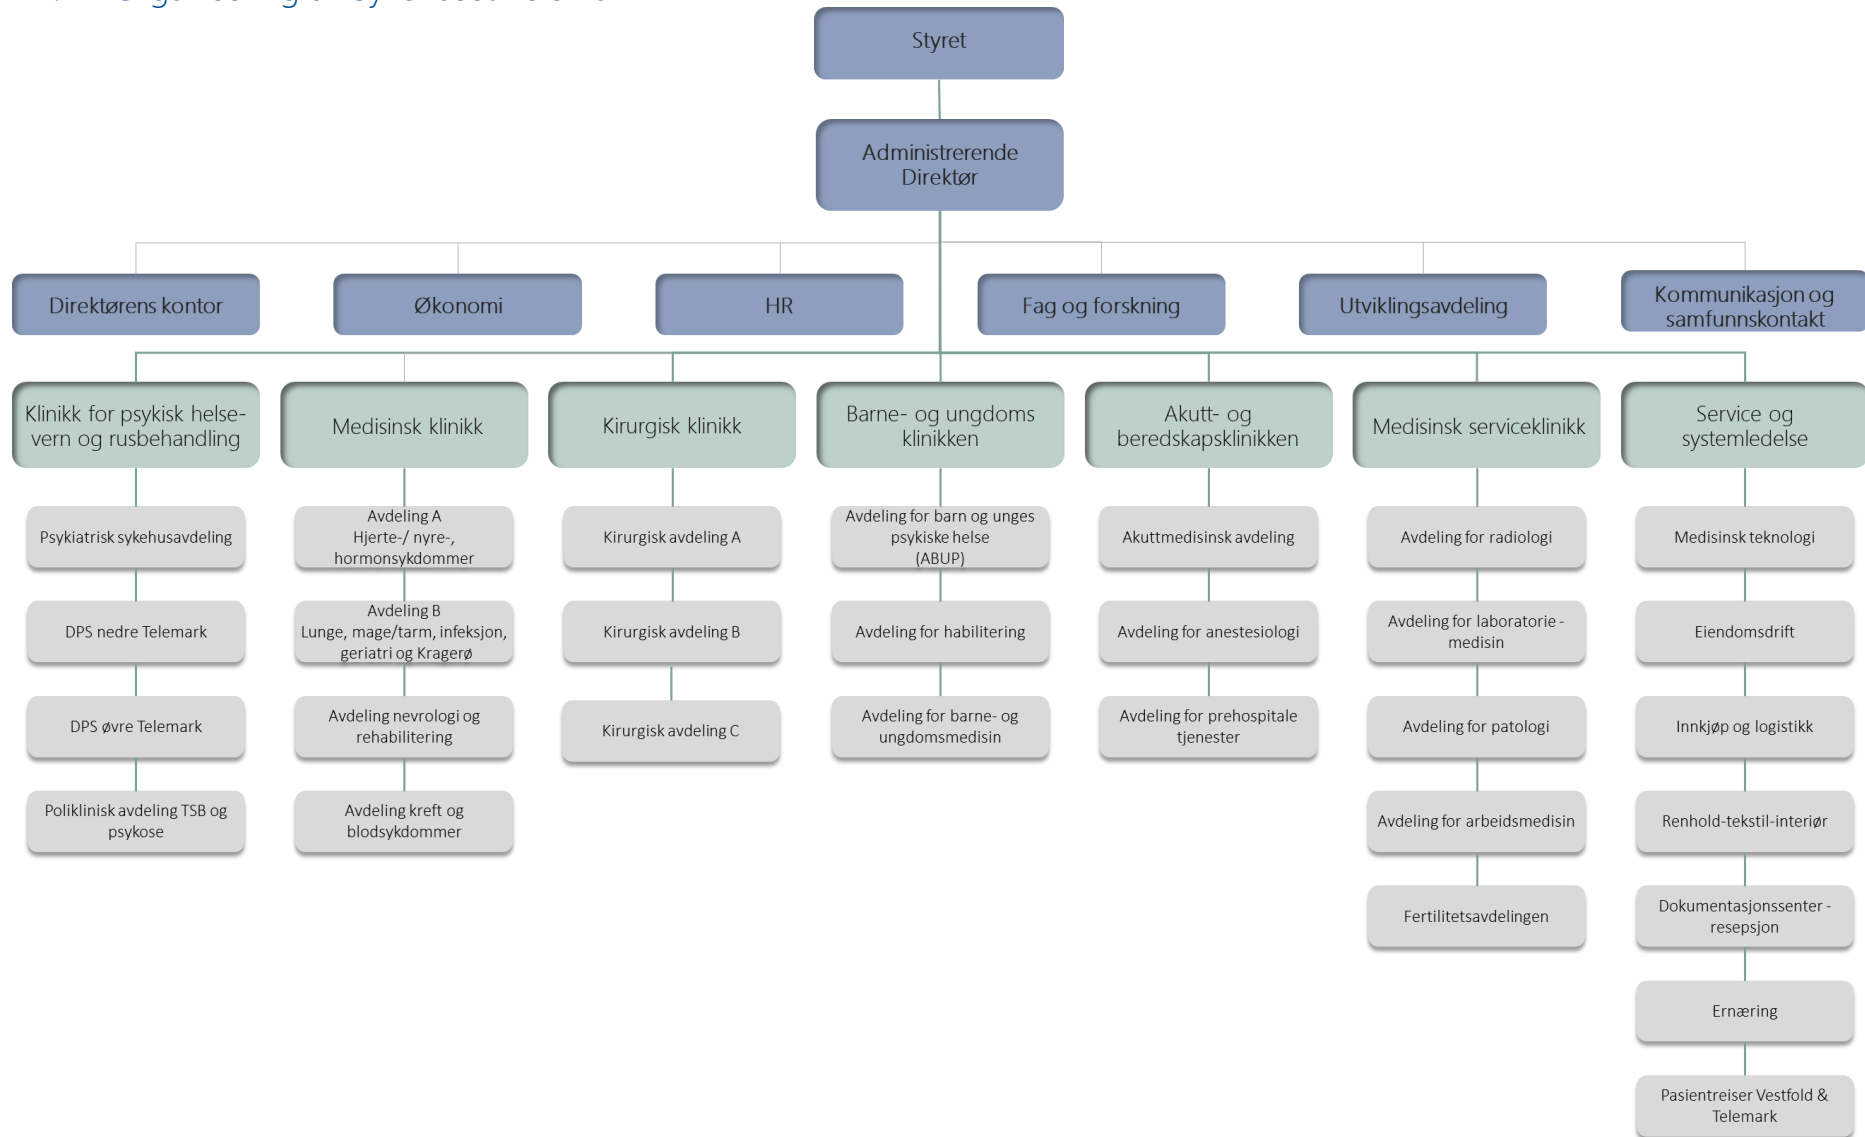 Styret
Administrerende
Direktør
Direktørens kontor
Økonomi
HR
Fag og forskning
Utviklingsavdeling
Kommunikasjon og
samfunnskontakt
Klinikk for psykisk helse-
vern og rusbehandling
Medisinsk klinikk
Kirurgisk klinikk
Barne- og ungdoms
klinikken
Akutt- og
beredskapsklinikken
Medisinsk serviceklinikk
Service og
systemledelse
Psykiatrisk sykehusavdeling
DPS nedre Telemark
DPS øvre Telemark
Poliklinisk avdeling TSB og
psykose
Avdeling A
Hjerte-/ nyre-,
hormonsykdommer
Avdeling B
Lunge, mage/tarm, infeksjon,
geriatri og Kragerø
Avdeling nevrologi og
rehabilitering
Avdeling kreft og
blodsykdommer
Kirurgisk avdeling A
Kirurgisk avdeling B
Kirurgisk avdeling C
Avdeling for barn og unges
psykiske helse
(ABUP)
Avdeling for habilitering
Avdeling for barne- og
ungdomsmedisin
Akuttmedisinsk avdeling
Avdeling for anestesiologi
Avdeling for prehospitale
tjenester
Avdeling for radiologi
Avdeling for laboratorie -
medisin
Avdeling for patologi
Avdeling for arbeidsmedisin
Fertilitetsavdelingen
Medisinsk teknologi
Eiendomsdrift
Innkjøp og logistikk
Renhold-tekstil-interiør
Dokumentasjonssenter -
resepsjon
Ernæring
Pasientreiser Vestfold &
Telemark